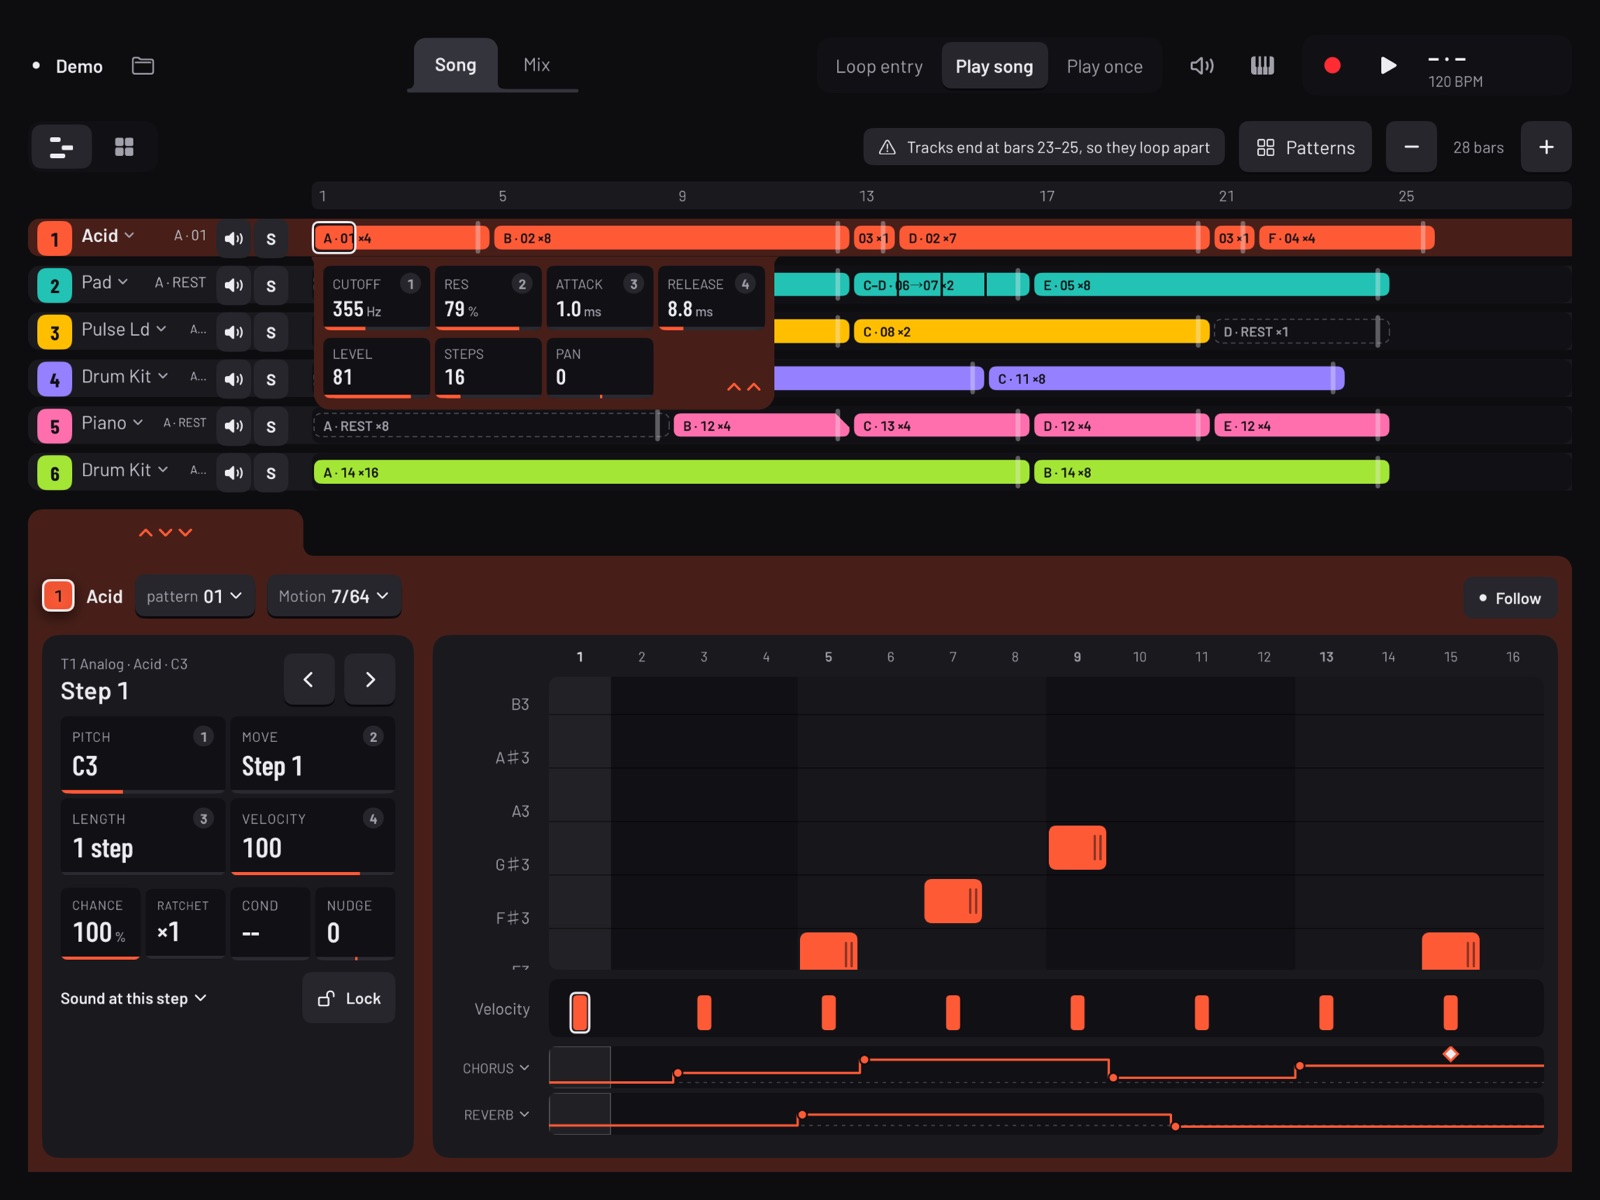 Demo
Song
Mix
Loop entry
Play song
Play once
120 BPM
Tracks end at bars 23–25, so they loop apart
Patterns
28 bars
1 5 9 13 17 21 25
1 Acid A · 01 S
A · 01 ×4
B · 02 ×8
03 ×1
D · 02 ×7
03 ×1
F · 04 ×4
2 Pad A · REST S
C–D · 06→07 ×2
E · 05 ×8
3 Pulse Ld A... S
C · 08 ×2
D · REST ×1
4 Drum Kit A... S
C · 11 ×8
5 Piano A · REST S
A · REST ×8
B · 12 ×4
C · 13 ×4
D · 12 ×4
E · 12 ×4
6 Drum Kit A... S
A · 14 ×16
B · 14 ×8
CUTOFF 1
355 Hz
RES 2
79 %
ATTACK 3
1.0 ms
RELEASE 4
8.8 ms
LEVEL
81
STEPS
16
PAN
0
1 Acid
pattern 01
Motion 7/64
Follow
T1 Analog · Acid · C3
Step 1
PITCH 1
C3
MOVE 2
Step 1
LENGTH 3
1 step
VELOCITY 4
100
CHANCE
100 %
RATCHET
×1
COND
--
NUDGE
0
Sound at this step
Lock
1 2 3 4 5 6 7 8 9 10 11 12 13 14 15 16
B3
A♯3
A3
G♯3
F♯3
Velocity
CHORUS
REVERB